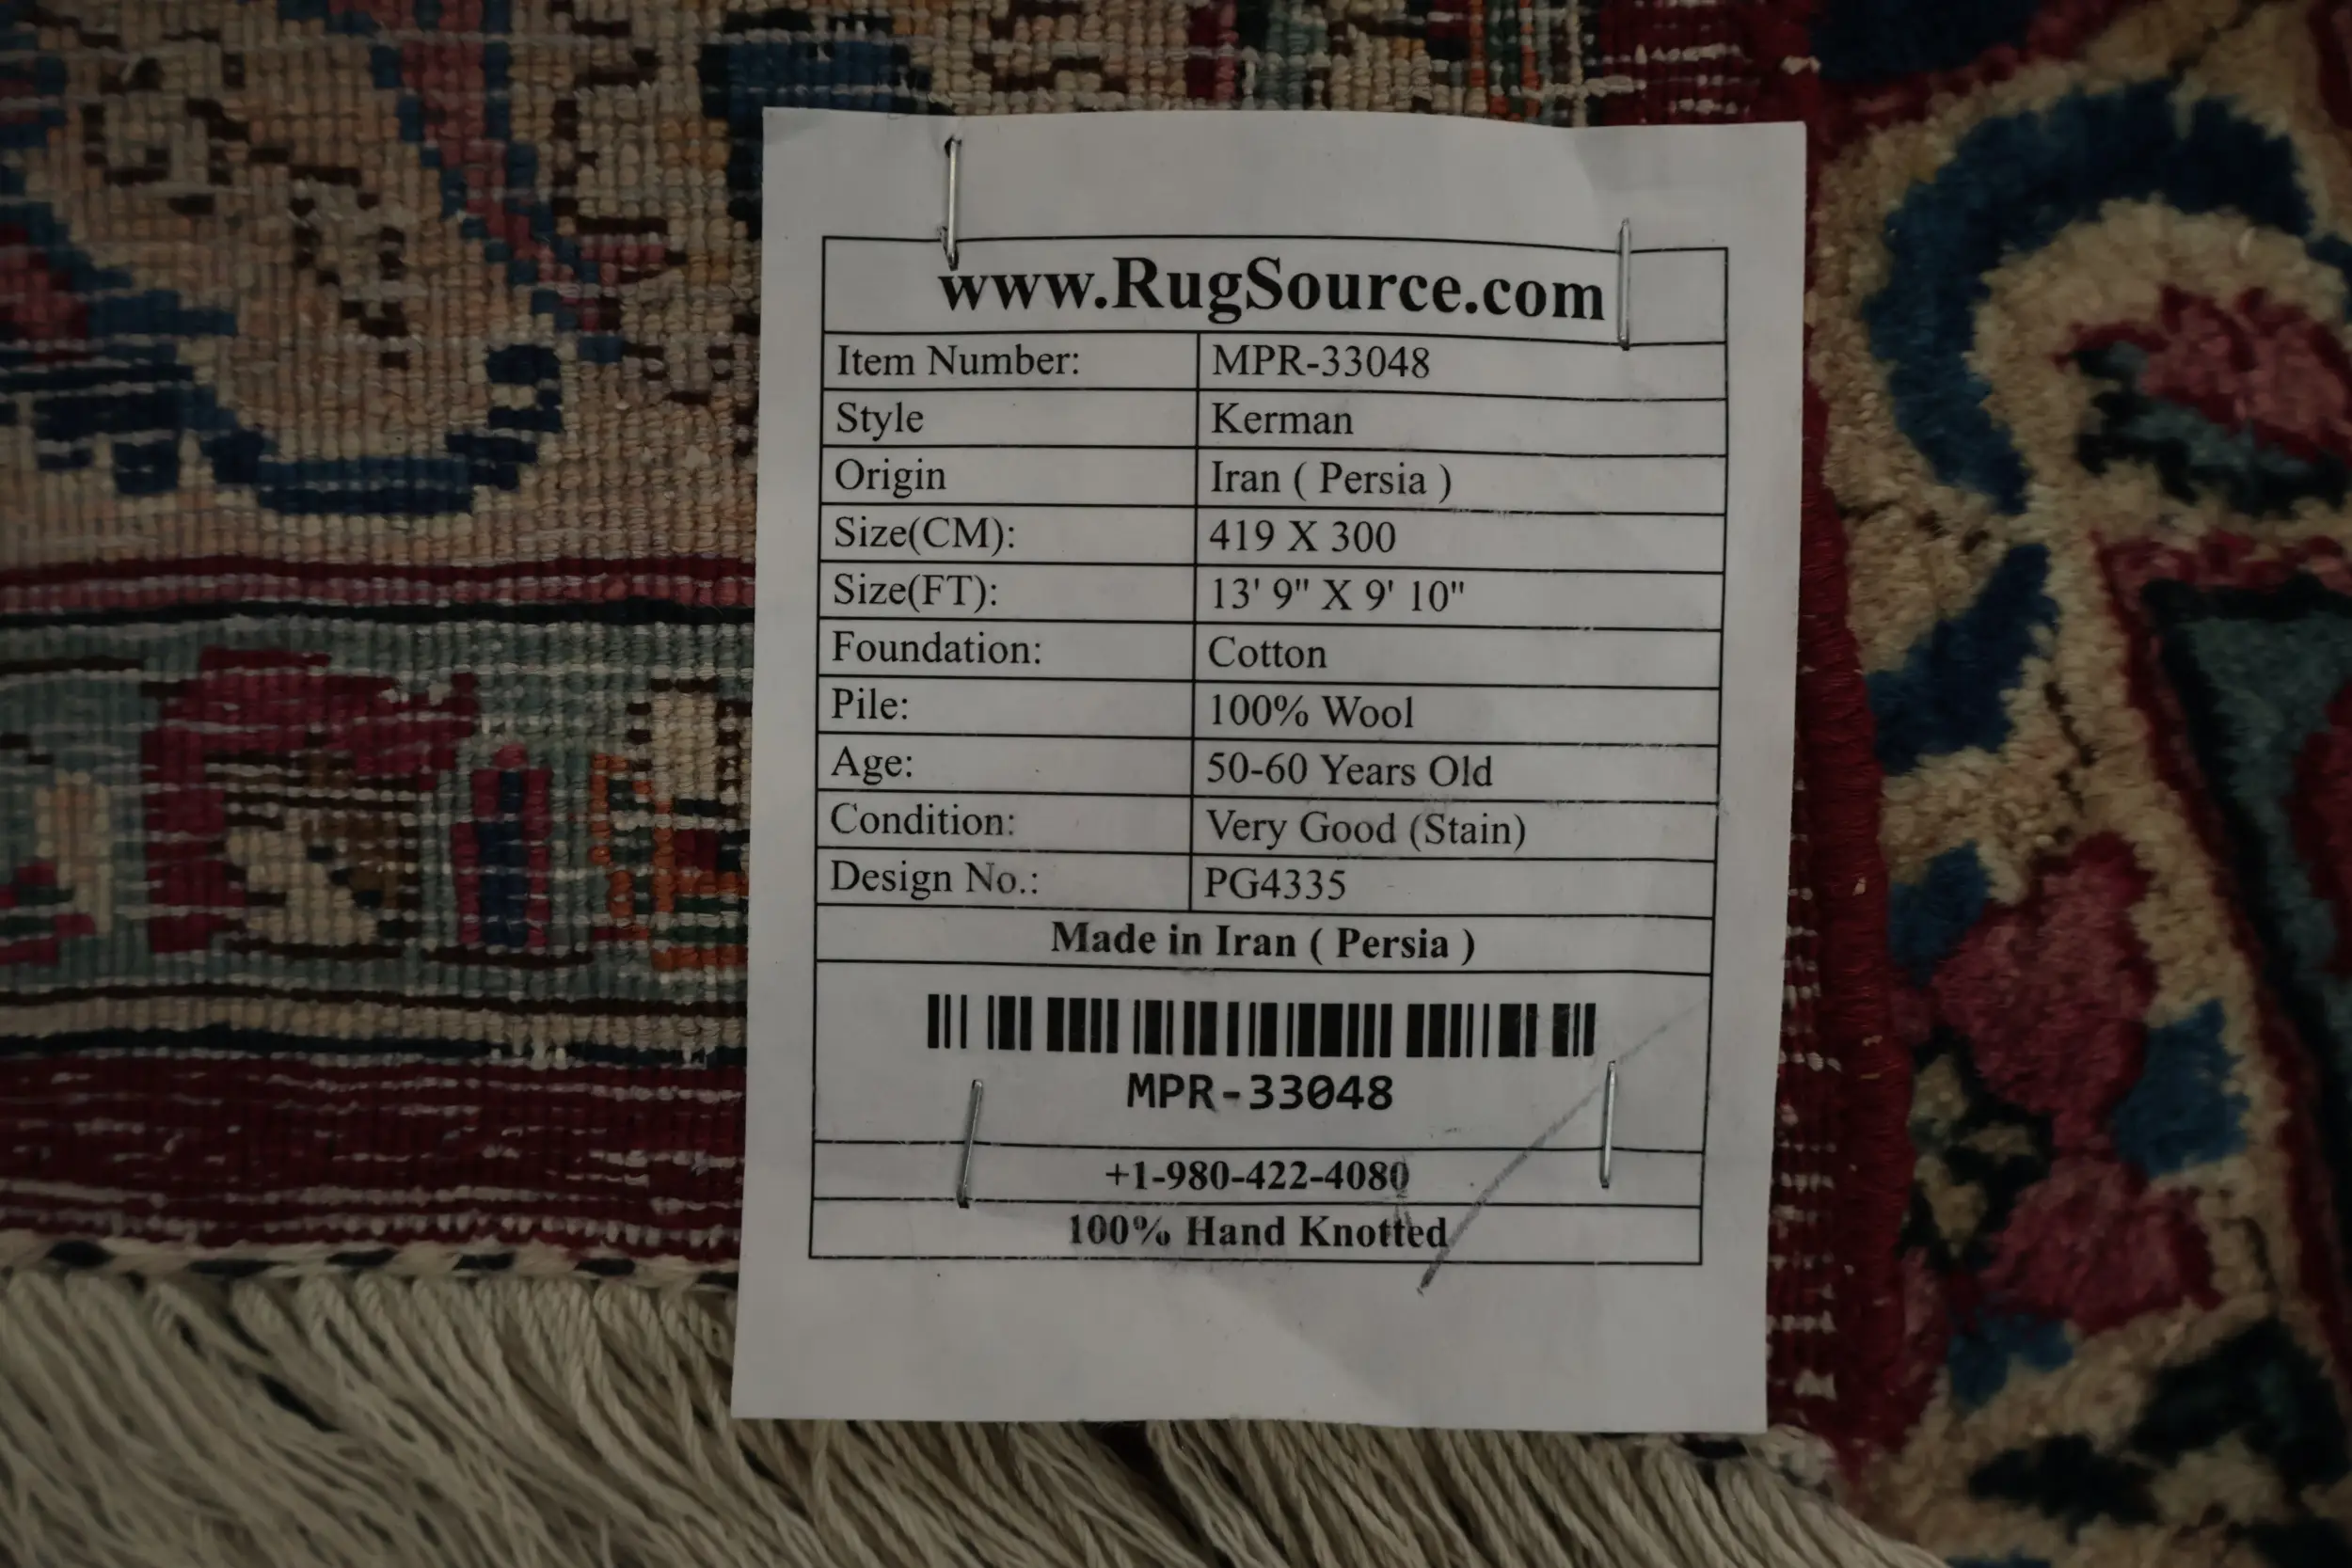 www.RugSource.com
Item Number: MPR-33048
Style Kerman
Origin Iran ( Persia )
Size(CM): 419 X 300
Size(FT): 13' 9" X 9' 10"
Foundation: Cotton
Pile: 100% Wool
Age: 50-60 Years Old
Condition: Very Good (Stain)
Design No.: PG4335
Made in Iran ( Persia )
MPR-33048
+1-980-422-4080
100% Hand Knotted